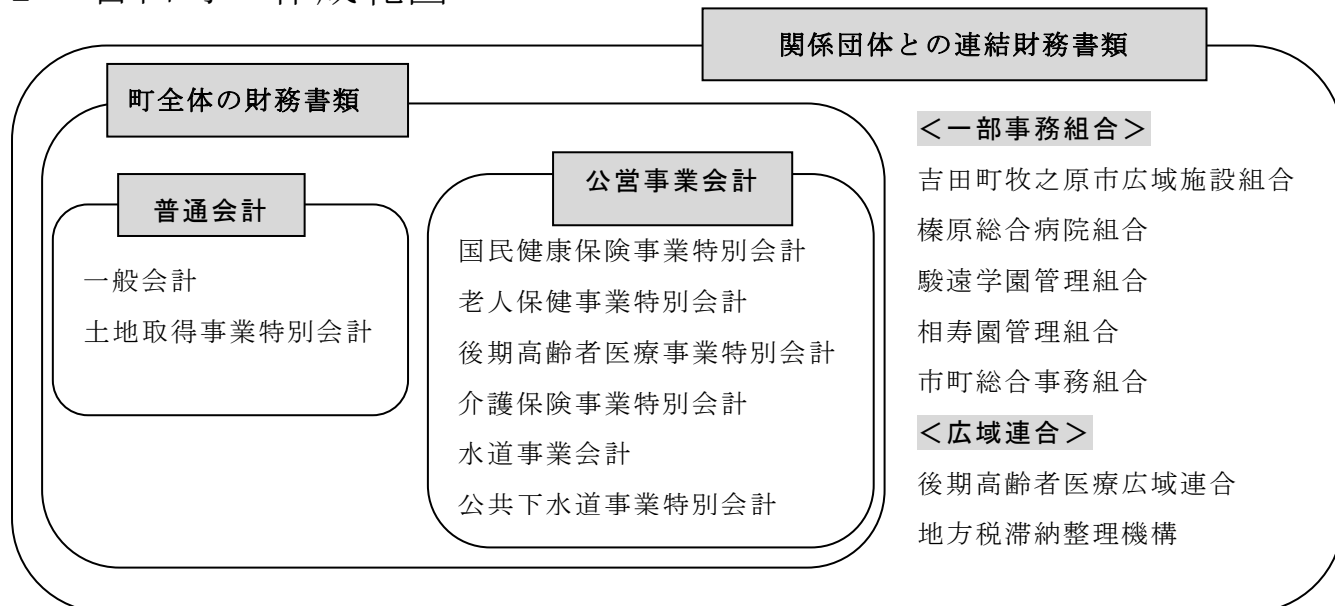 関係団体との連結財務書類
町全体の財務書類
普通会計
一般会計
土地取得事業特別会計
公営事業会計
国民健康保険事業特別会計
老人保健事業特別会計
後期高齢者医療事業特別会計
介護保険事業特別会計
水道事業会計
公共下水道事業特別会計
<一部事務組合>
吉田町牧之原市広域施設組合
榛原総合病院組合
駿遠学園管理組合
相寿園管理組合
市町総合事務組合
<広域連合>
後期高齢者医療広域連合
地方税滞納整理機構